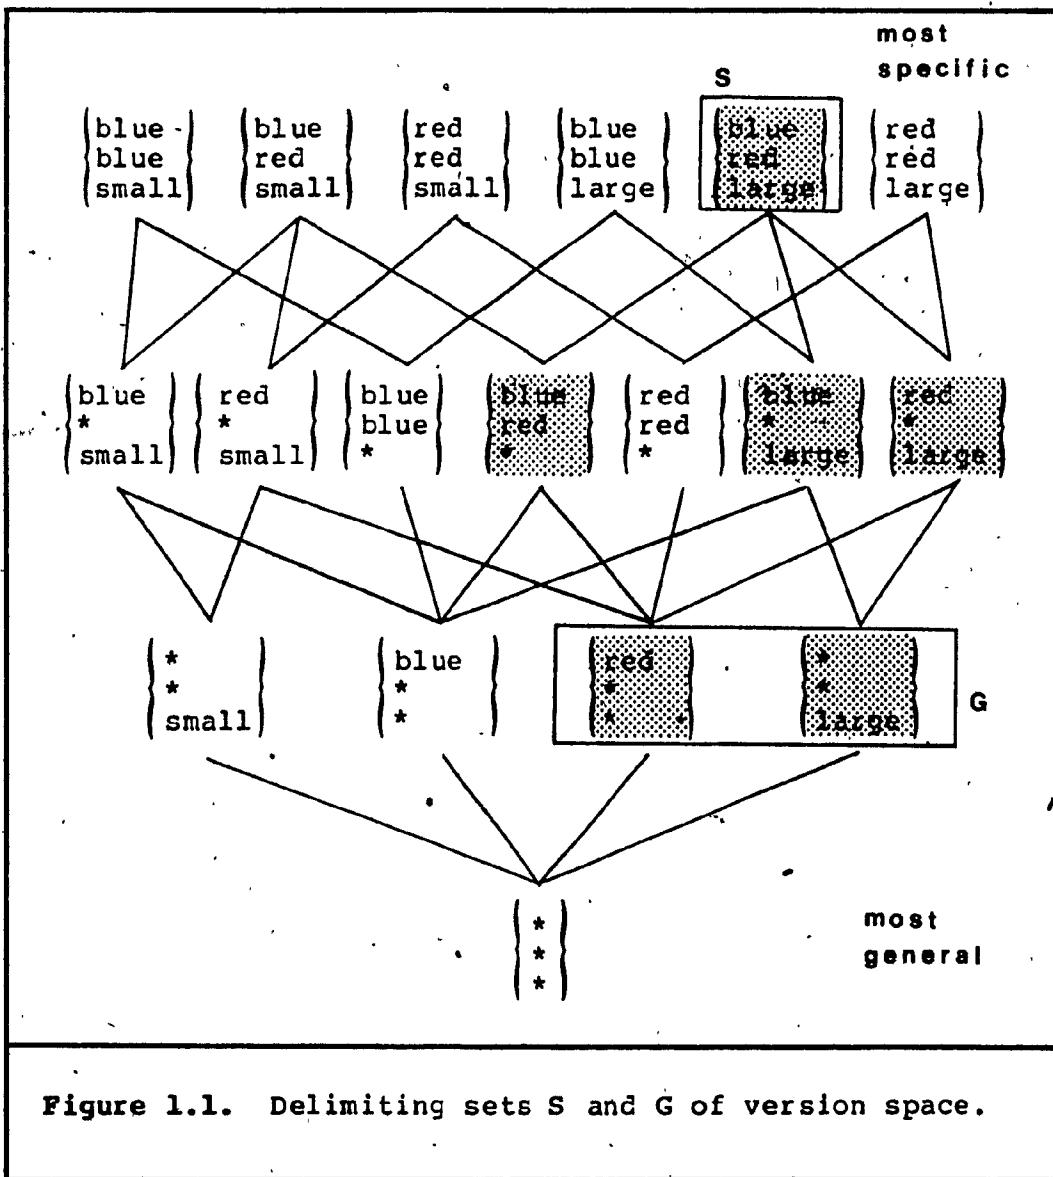 most
specific
S
{blue} {blue} {red} {blue} {blue} {red}
{blue} {red} {red} {blue} {red} {red}
{small} {small} {small} {large} {large} {large}
{blue} {red} {blue} {blue} {red} {blue} {red}
{*} {*} {blue} {red} {red} {*} {*}
{small} {small} {*} {*} {*} {large} {large}
{*} {blue} {red} {*}
{*} {*} {*} {*}
{small} {*} {*} {large}
G
{*}
{*}
{*}
most
general
Figure 1.1. Delimiting sets S and G of version space.